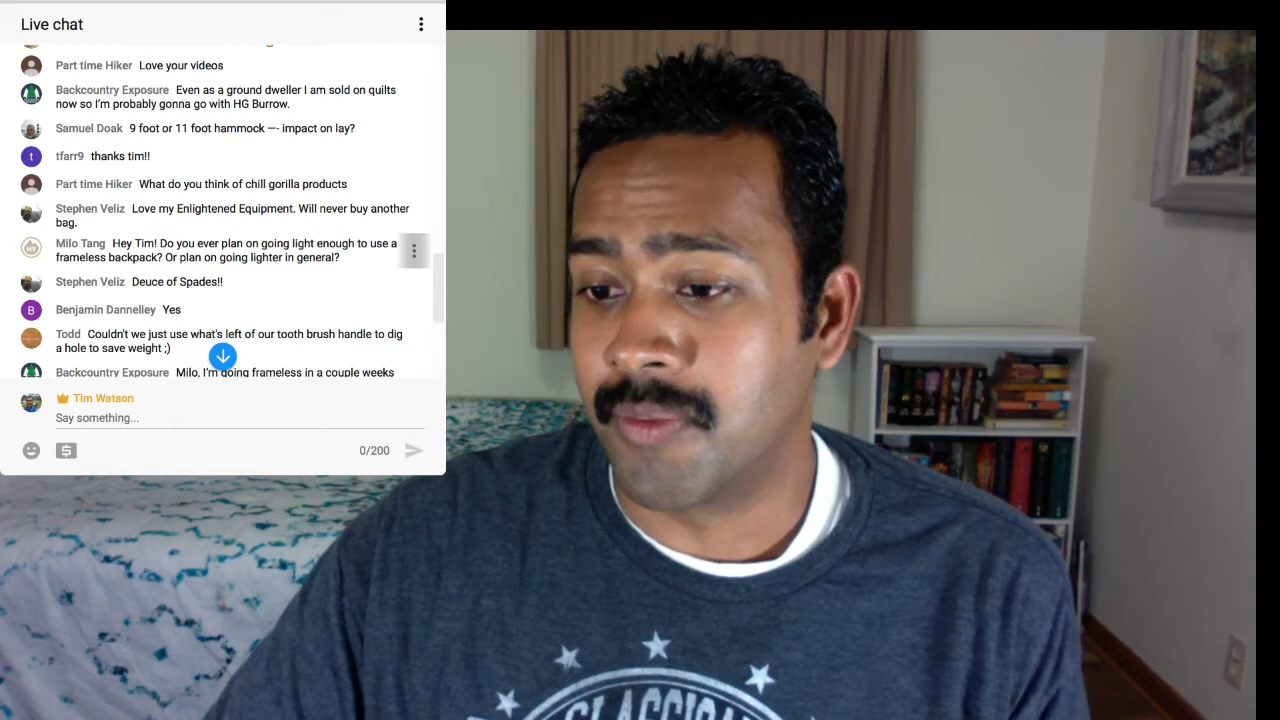 Live chat
Part time Hiker Love your videos
Backcountry Exposure Even as a ground dweller I am sold on quilts
now so I'm probably gonna go with HG Burrow.
Samuel Doak 9 foot or 11 foot hammock —- impact on lay?
t tfarr9 thanks tim!!
Part time Hiker What do you think of chill gorilla products
Stephen Veliz Love my Enlightened Equipment. Will never buy another
bag.
Milo Tang Hey Tim! Do you ever plan on going light enough to use a
frameless backpack? Or plan on going lighter in general?
Stephen Veliz Deuce of Spades!!
B Benjamin Dannelley Yes
Todd Couldn't we just use what's left of our tooth brush handle to dig
a hole to save weight ;)
Backcountry Exposure Milo, I'm going frameless in a couple weeks
Tim Watson
Say something...
0/200